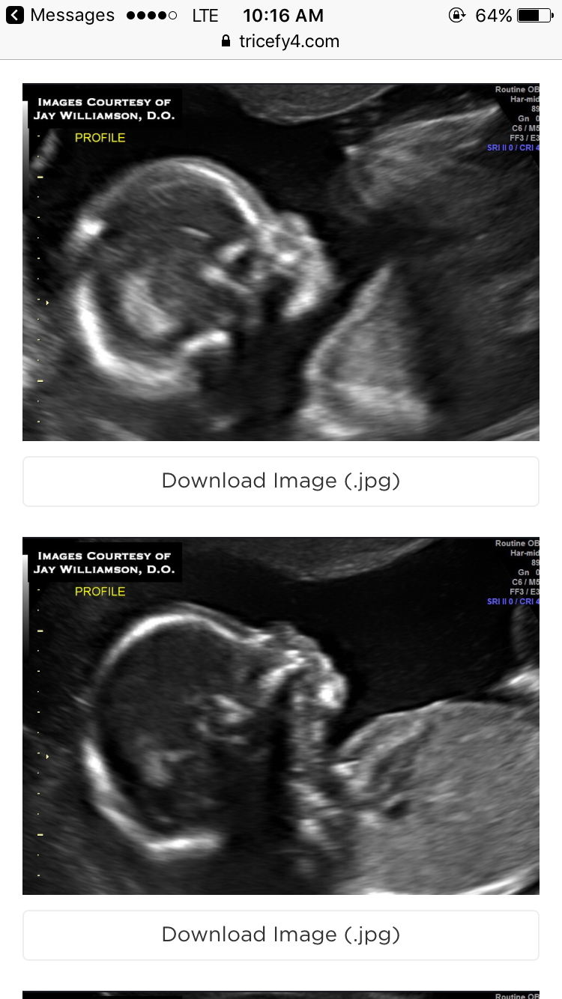 Messages LTE 10:16 AM 64%
tricefy4.com
IMAGES COURTESY OF
JAY WILLIAMSON, D.O.
PROFILE
Routine OB
Har-mid
89
Gn 0
C6 / M5
FF3 / E3
SRI II 0 / CRI 4
Download Image (.jpg)
IMAGES COURTESY OF
JAY WILLIAMSON, D.O.
PROFILE
Routine OB
Har-mid
89
Gn 0
C6 / M5
FF3 / E3
SRI II 0 / CRI 4
Download Image (.jpg)
Routine OB